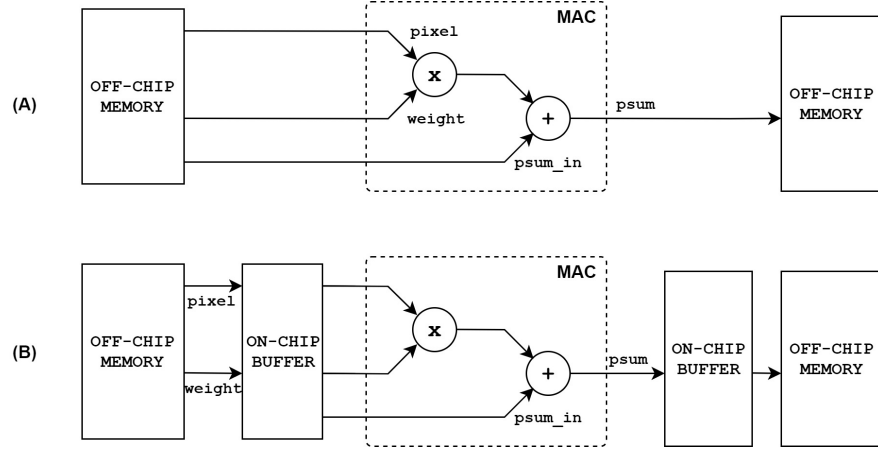 MAC
pixel
OFF-CHIP
MEMORY
x
OFF-CHIP
MEMORY
(A)
weight
+
psum
psum_in
MAC
pixel
OFF-CHIP
MEMORY
ON-CHIP
BUFFER
x
(B)
weight
+
psum
ON-CHIP
BUFFER
OFF-CHIP
MEMORY
psum_in